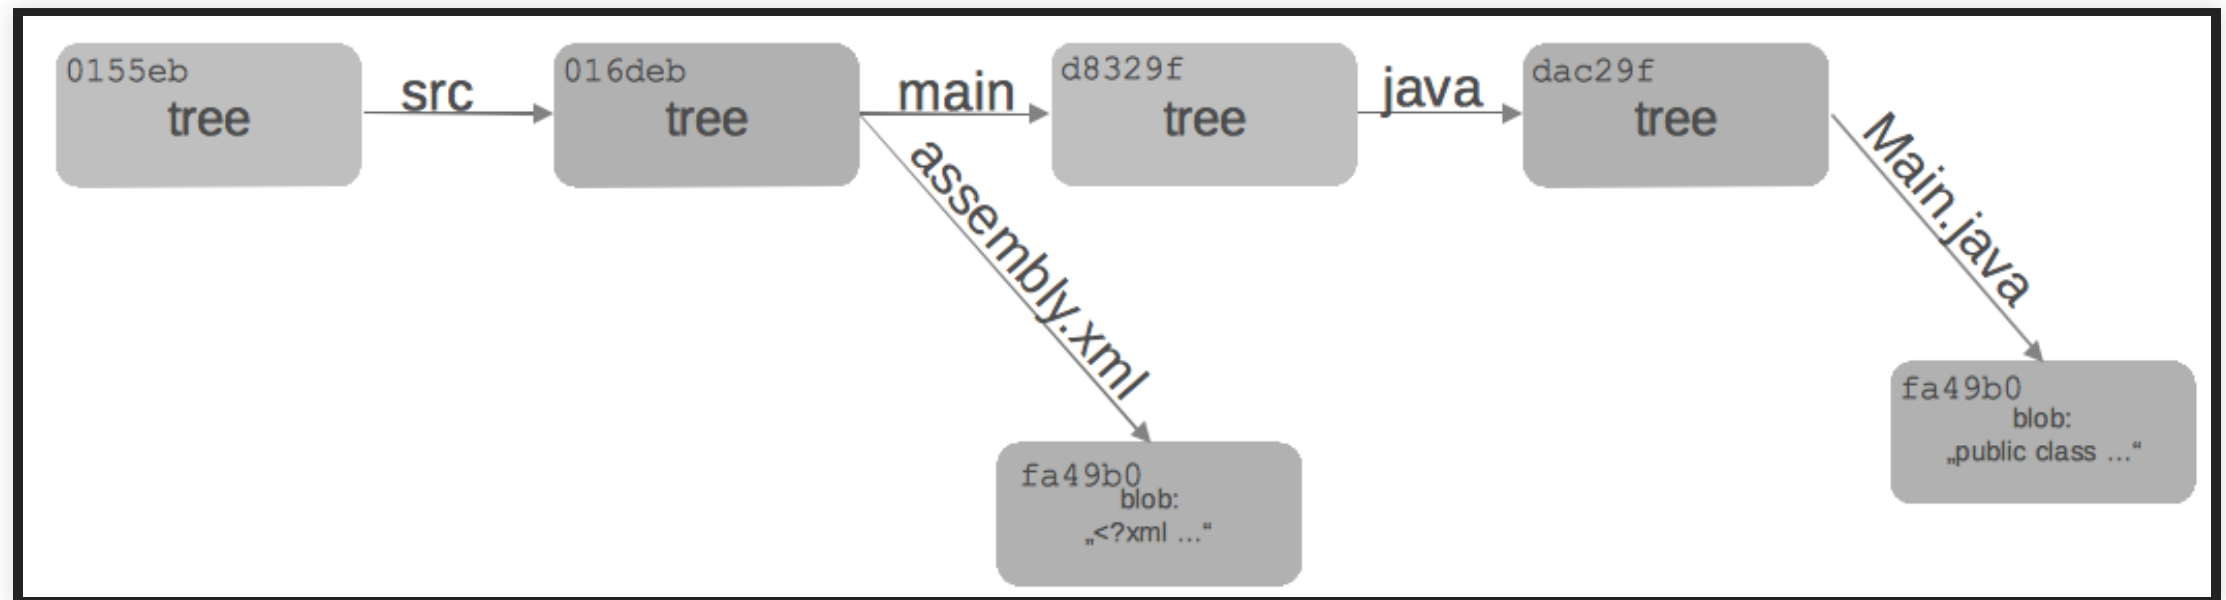 0155eb
tree
src
016deb
tree
main
d8329f
tree
java
dac29f
tree
assembly.xml
Main.java
fa49b0
blob:
„<?xml ...“
fa49b0
blob:
„public class ...“